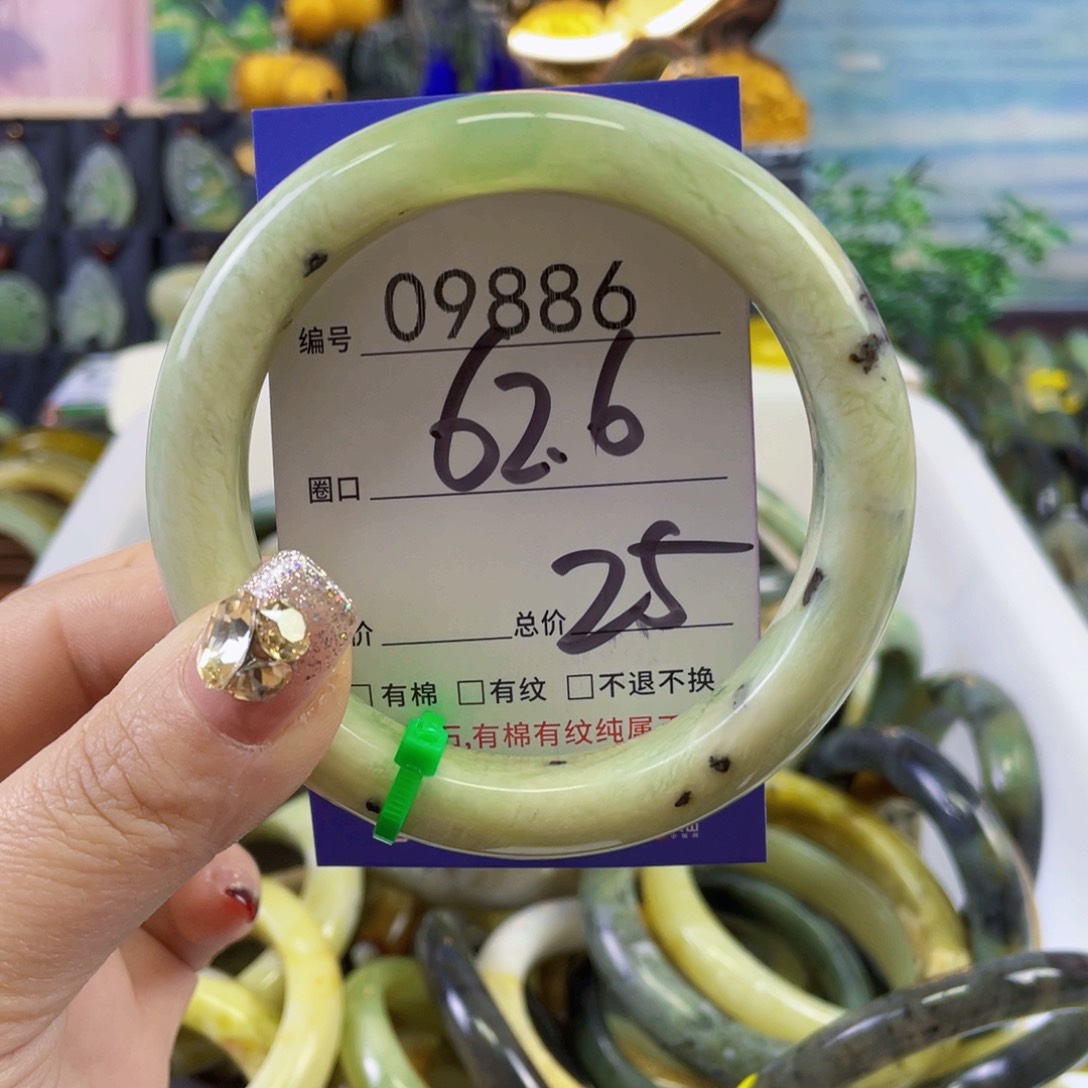 编号 09886
圈口 62.6
价 总价 25
□有棉 □有纹 □不退不换
石,有棉有纹纯属